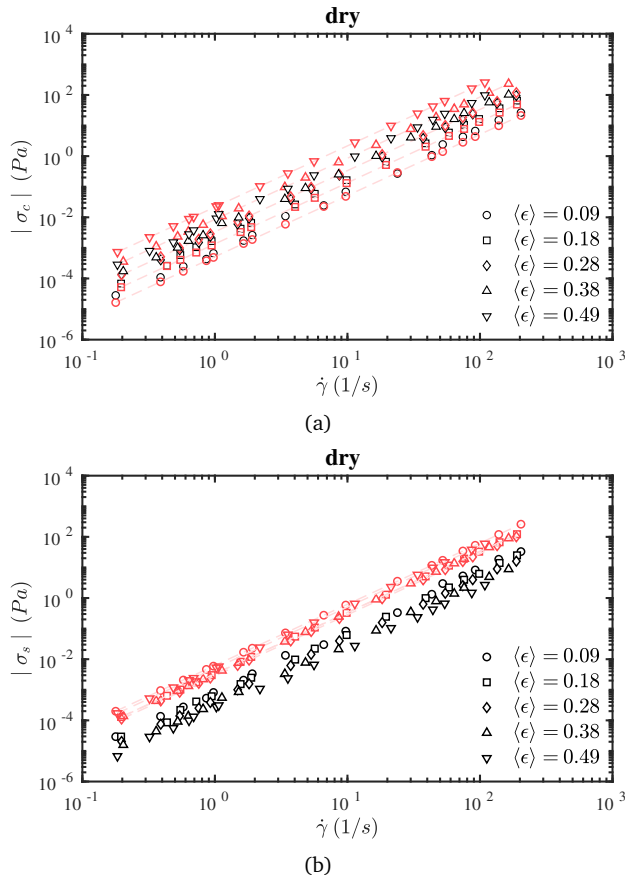 dry
| σ_c | (Pa)
10^4
10^2
10^0
10^-2
10^-4
10^-6
⟨ϵ⟩ = 0.09
⟨ϵ⟩ = 0.18
⟨ϵ⟩ = 0.28
⟨ϵ⟩ = 0.38
⟨ϵ⟩ = 0.49
10^-1 10^0 10^1 10^2 10^3
γ̇ (1/s)
(a)
dry
| σ_s | (Pa)
10^4
10^2
10^0
10^-2
10^-4
10^-6
⟨ϵ⟩ = 0.09
⟨ϵ⟩ = 0.18
⟨ϵ⟩ = 0.28
⟨ϵ⟩ = 0.38
⟨ϵ⟩ = 0.49
10^-1 10^0 10^1 10^2 10^3
γ̇ (1/s)
(b)